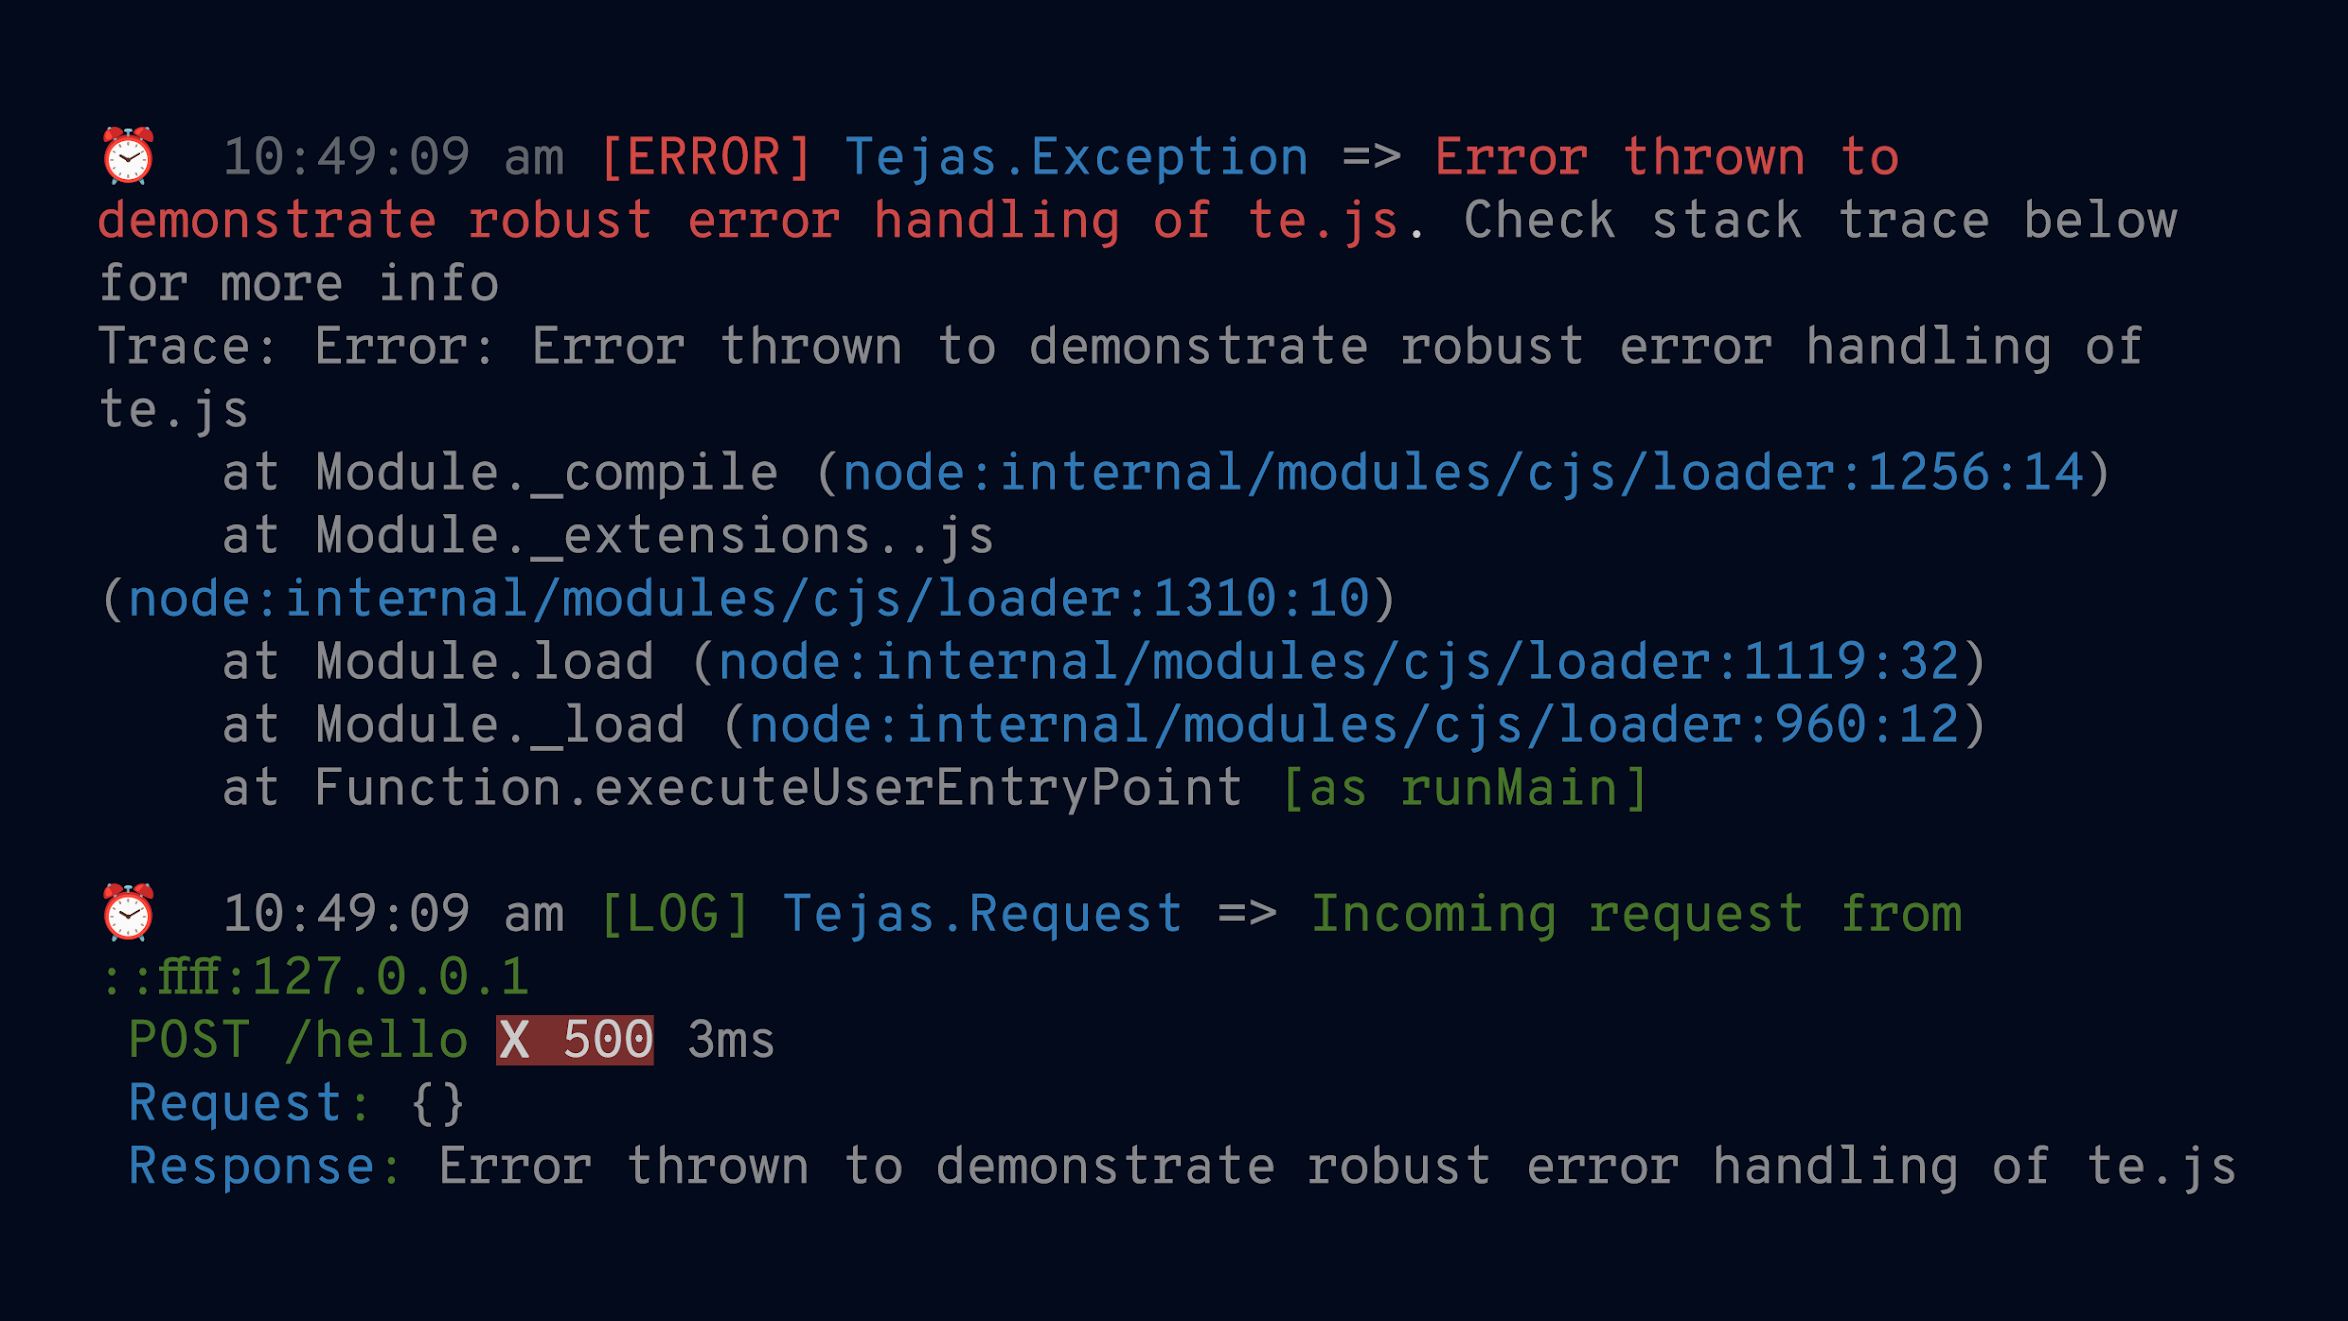 ⏰  10:49:09 am [ERROR] Tejas.Exception => Error thrown to
demonstrate robust error handling of te.js. Check stack trace below
for more info
Trace: Error: Error thrown to demonstrate robust error handling of
te.js
    at Module._compile (node:internal/modules/cjs/loader:1256:14)
    at Module._extensions..js
(node:internal/modules/cjs/loader:1310:10)
    at Module.load (node:internal/modules/cjs/loader:1119:32)
    at Module._load (node:internal/modules/cjs/loader:960:12)
    at Function.executeUserEntryPoint [as runMain]

⏰  10:49:09 am [LOG] Tejas.Request => Incoming request from
::ffff:127.0.0.1
 POST /hello X 500 3ms
 Request: {}
 Response: Error thrown to demonstrate robust error handling of te.js